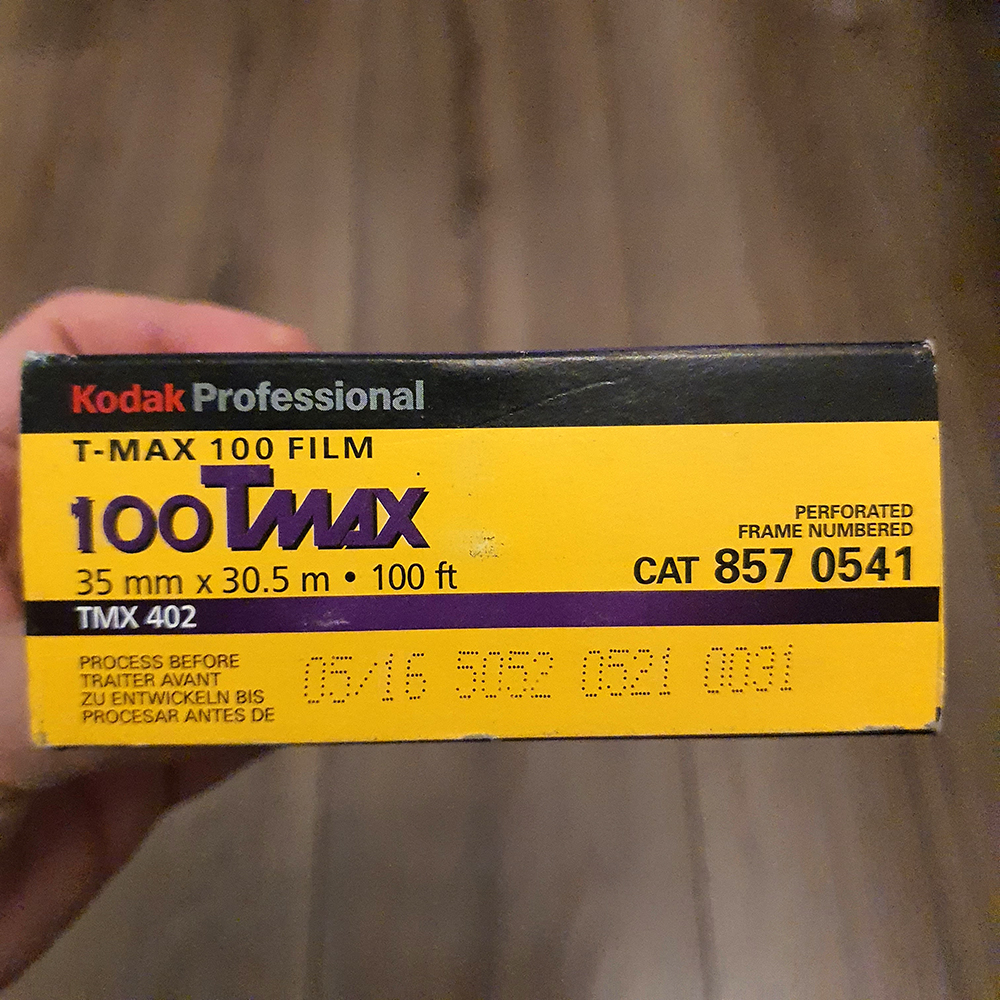 Kodak Professional
T-MAX 100 FILM
100 TMAX
PERFORATED
FRAME NUMBERED
35 mm x 30.5 m • 100 ft
CAT 857 0541
TMX 402
PROCESS BEFORE
TRAITER AVANT
ZU ENTWICKELN BIS
PROCESAR ANTES DE
05/16 5052 0521 0031